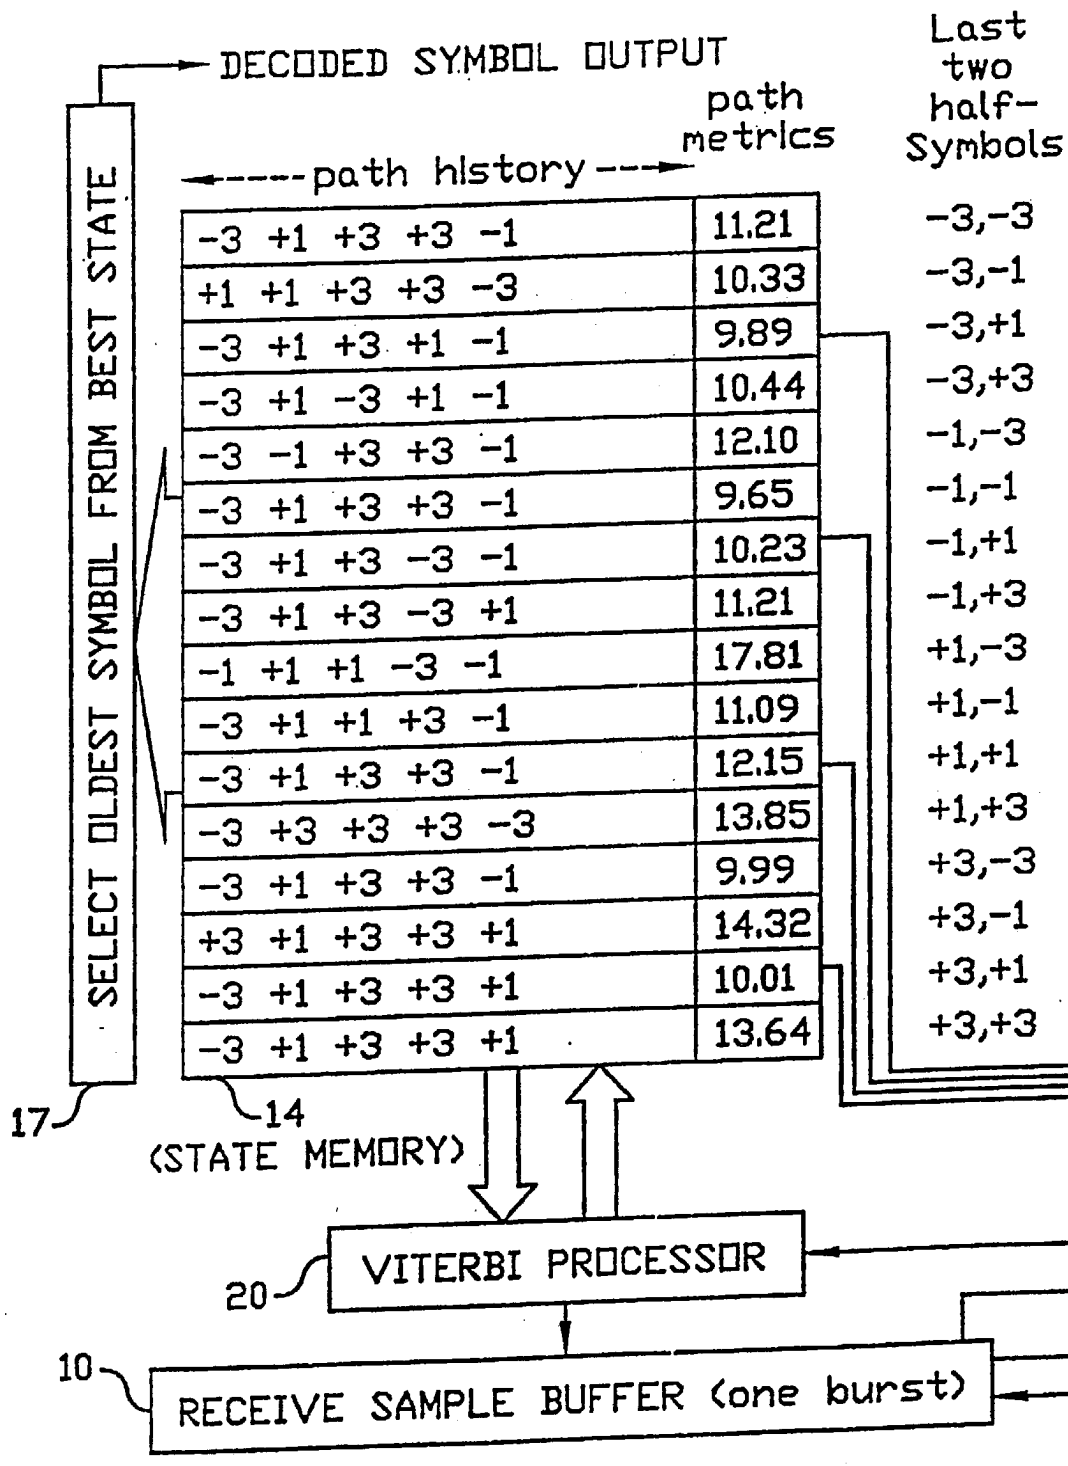 DECODED SYMBOL OUTPUT
Last
two
half-
Symbols
path
metrics
path history
SELECT OLDEST SYMBOL FROM BEST STATE
-3 +1 +3 +3 -1 11.21 -3,-3
+1 +1 +3 +3 -3 10.33 -3,-1
-3 +1 +3 +1 -1 9.89 -3,+1
-3 +1 -3 +1 -1 10.44 -3,+3
-3 -1 +3 +3 -1 12.10 -1,-3
-3 +1 +3 +3 -1 9.65 -1,-1
-3 +1 +3 -3 -1 10.23 -1,+1
-3 +1 +3 -3 +1 11.21 -1,+3
-1 +1 +1 -3 -1 17.81 +1,-3
-3 +1 +1 +3 -1 11.09 +1,-1
-3 +1 +3 +3 -1 12.15 +1,+1
-3 +3 +3 +3 -3 13.85 +1,+3
-3 +1 +3 +3 -1 9.99 +3,-3
+3 +1 +3 +3 +1 14.32 +3,-1
-3 +1 +3 +3 +1 10.01 +3,+1
-3 +1 +3 +3 +1 13.64 +3,+3
17
14
(STATE MEMORY)
VITERBI PROCESSOR
20
10
RECEIVE SAMPLE BUFFER (one burst)